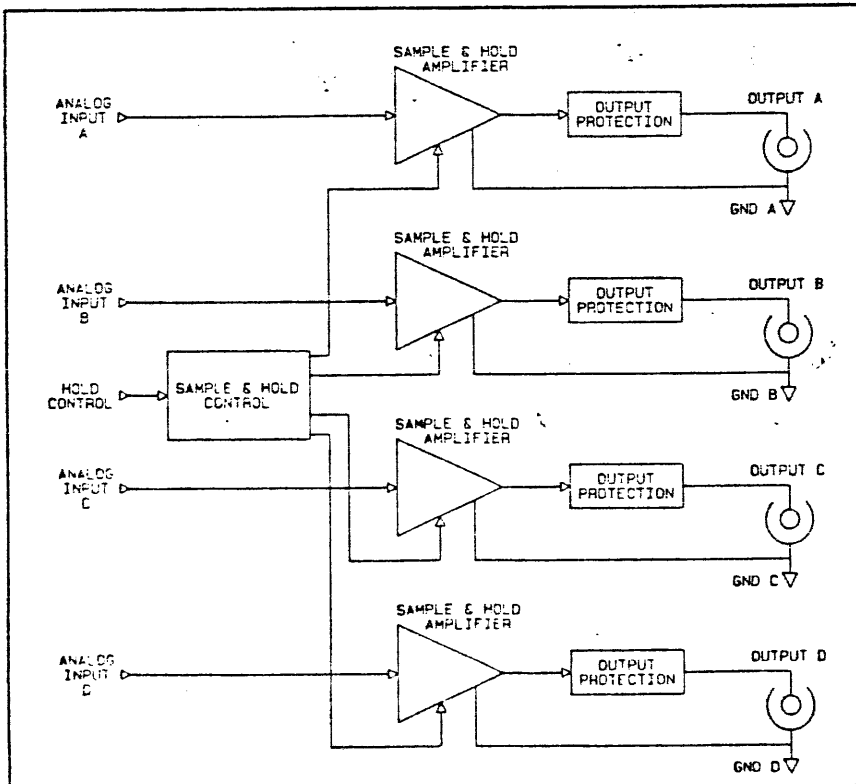 SAMPLE & HOLD
AMPLIFIER
ANALOG
INPUT
A
OUTPUT
PROTECTION
OUTPUT A
GND A
SAMPLE & HOLD
AMPLIFIER
ANALOG
INPUT
B
OUTPUT
PROTECTION
OUTPUT B
GND B
HOLD
CONTROL
SAMPLE & HOLD
CONTROL
SAMPLE & HOLD
AMPLIFIER
ANALOG
INPUT
C
OUTPUT
PROTECTION
OUTPUT C
GND C
SAMPLE & HOLD
AMPLIFIER
ANALOG
INPUT
D
OUTPUT
PROTECTION
OUTPUT D
GND D